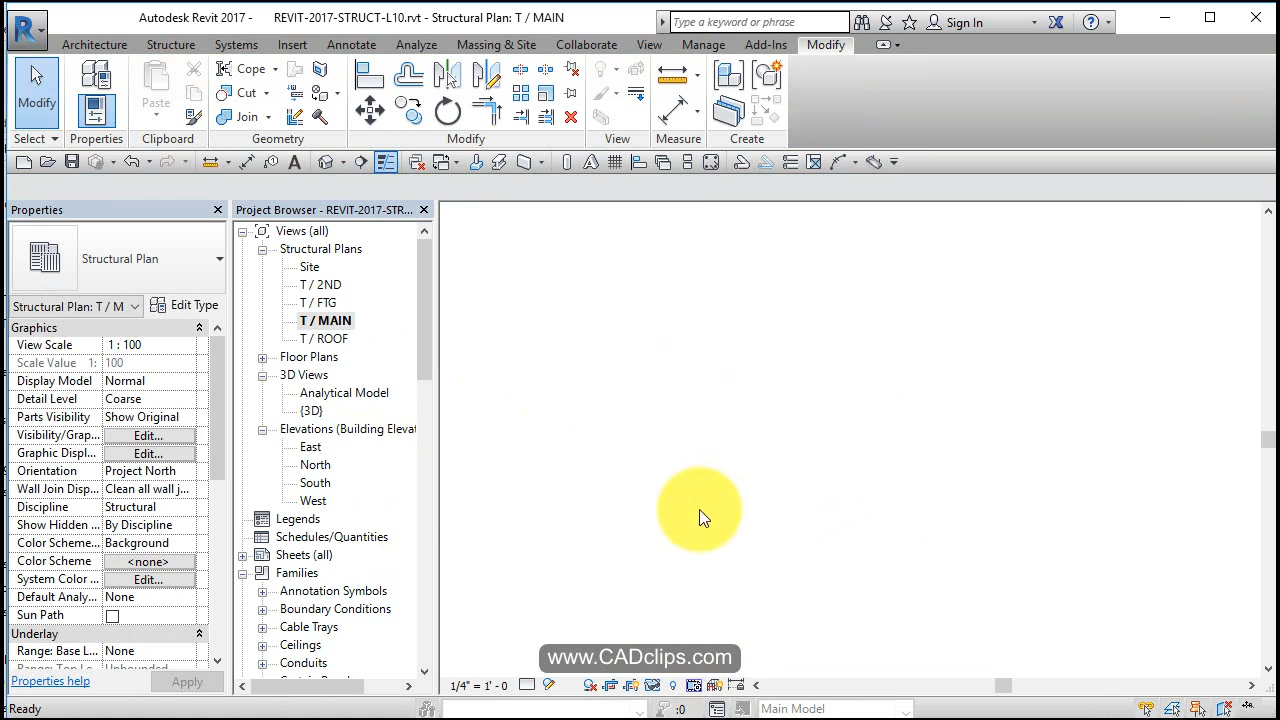 Autodesk Revit 2017 - REVIT-2017-STRUCT-L10.rvt - Structural Plan: T / MAIN
Type a keyword or phrase
Sign In
Architecture Structure Systems Insert Annotate Analyze Massing & Site Collaborate View Manage Add-Ins Modify
Modify
Paste
Cope
Cut
Join
Select Properties Clipboard Geometry Modify View Measure Create
Properties
Structural Plan
Structural Plan: T / M
Edit Type
Graphics
View Scale 1 : 100
Scale Value 1: 100
Display Model Normal
Detail Level Coarse
Parts Visibility Show Original
Visibility/Grap... Edit...
Graphic Displ... Edit...
Orientation Project North
Wall Join Disp... Clean all wall j...
Discipline Structural
Show Hidden ... By Discipline
Color Scheme... Background
Color Scheme <none>
System Color ... Edit...
Default Analy... None
Sun Path
Underlay
Range: Base L... None
Range: Top Le... Unbounded
Properties help
Apply
Project Browser - REVIT-2017-STR...
Views (all)
Structural Plans
Site
T / 2ND
T / FTG
T / MAIN
T / ROOF
Floor Plans
3D Views
Analytical Model
{3D}
Elevations (Building Elevat
East
North
South
West
Legends
Schedules/Quantities
Sheets (all)
Families
Annotation Symbols
Boundary Conditions
Cable Trays
Ceilings
Conduits
www.CADclips.com
1/4" = 1' - 0
Ready
:0
Main Model